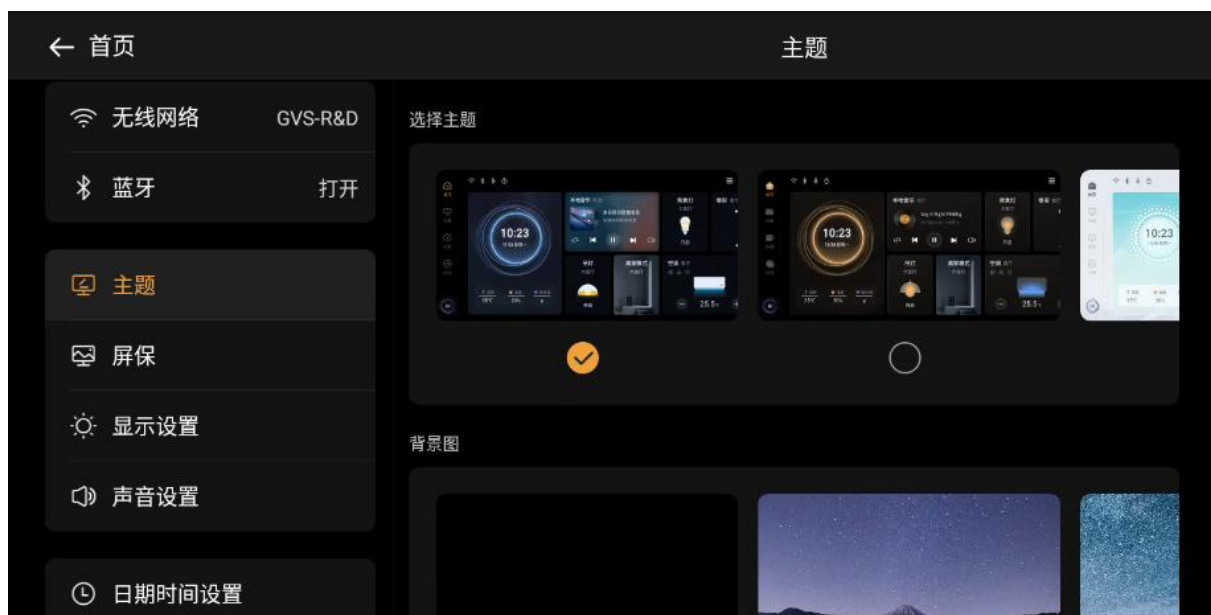 首页
主题
无线网络 GVS-R&D
蓝牙 打开
主题
屏保
显示设置
声音设置
日期时间设置
选择主题
10:23
25.5
10:23
25.5
10:23
背景图